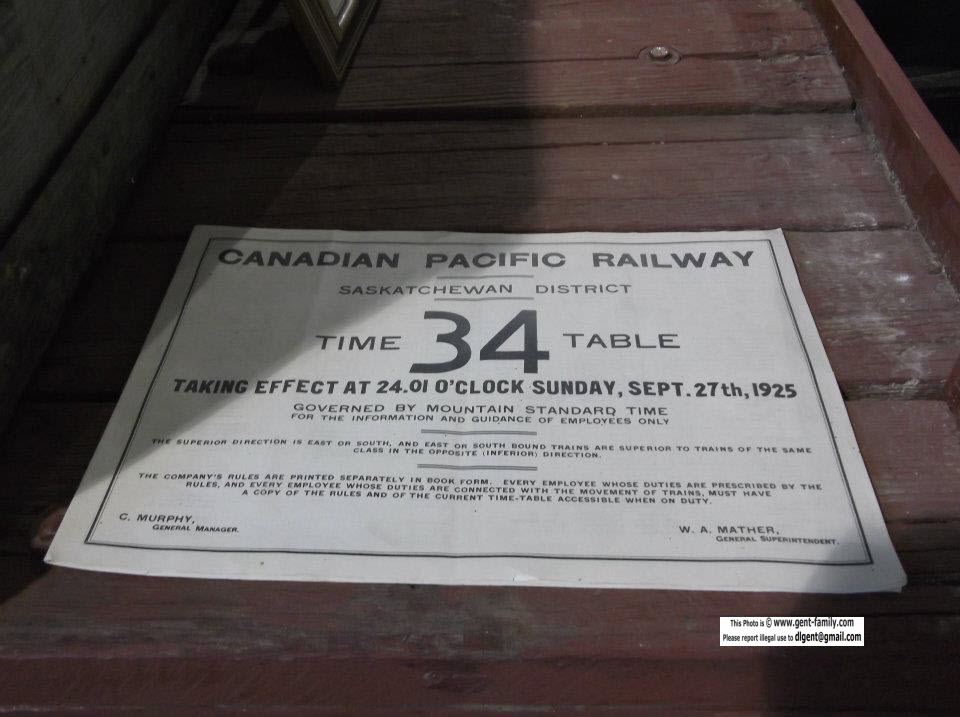 CANADIAN PACIFIC RAILWAY
SASKATCHEWAN DISTRICT
TIME 34 TABLE
TAKING EFFECT AT 24.01 O'CLOCK SUNDAY, SEPT. 27th, 1925
GOVERNED BY MOUNTAIN STANDARD TIME
FOR THE INFORMATION AND GUIDANCE OF EMPLOYEES ONLY
THE SUPERIOR DIRECTION IS EAST OR SOUTH, AND EAST OR SOUTH BOUND TRAINS ARE SUPERIOR TO TRAINS OF THE SAME
CLASS IN THE OPPOSITE (INFERIOR) DIRECTION.
THE COMPANY'S RULES ARE PRINTED SEPARATELY IN BOOK FORM. EVERY EMPLOYEE WHOSE DUTIES ARE PRESCRIBED BY THE
RULES, AND EVERY EMPLOYEE WHOSE DUTIES ARE CONNECTED WITH THE MOVEMENT OF TRAINS, MUST HAVE
A COPY OF THE RULES AND OF THE CURRENT TIME-TABLE ACCESSIBLE WHEN ON DUTY.
C. MURPHY,
GENERAL MANAGER.
W. A. MATHER,
GENERAL SUPERINTENDENT.
This Photo is © www.gent-family.com
Please report illegal use to dlgent@gmail.com